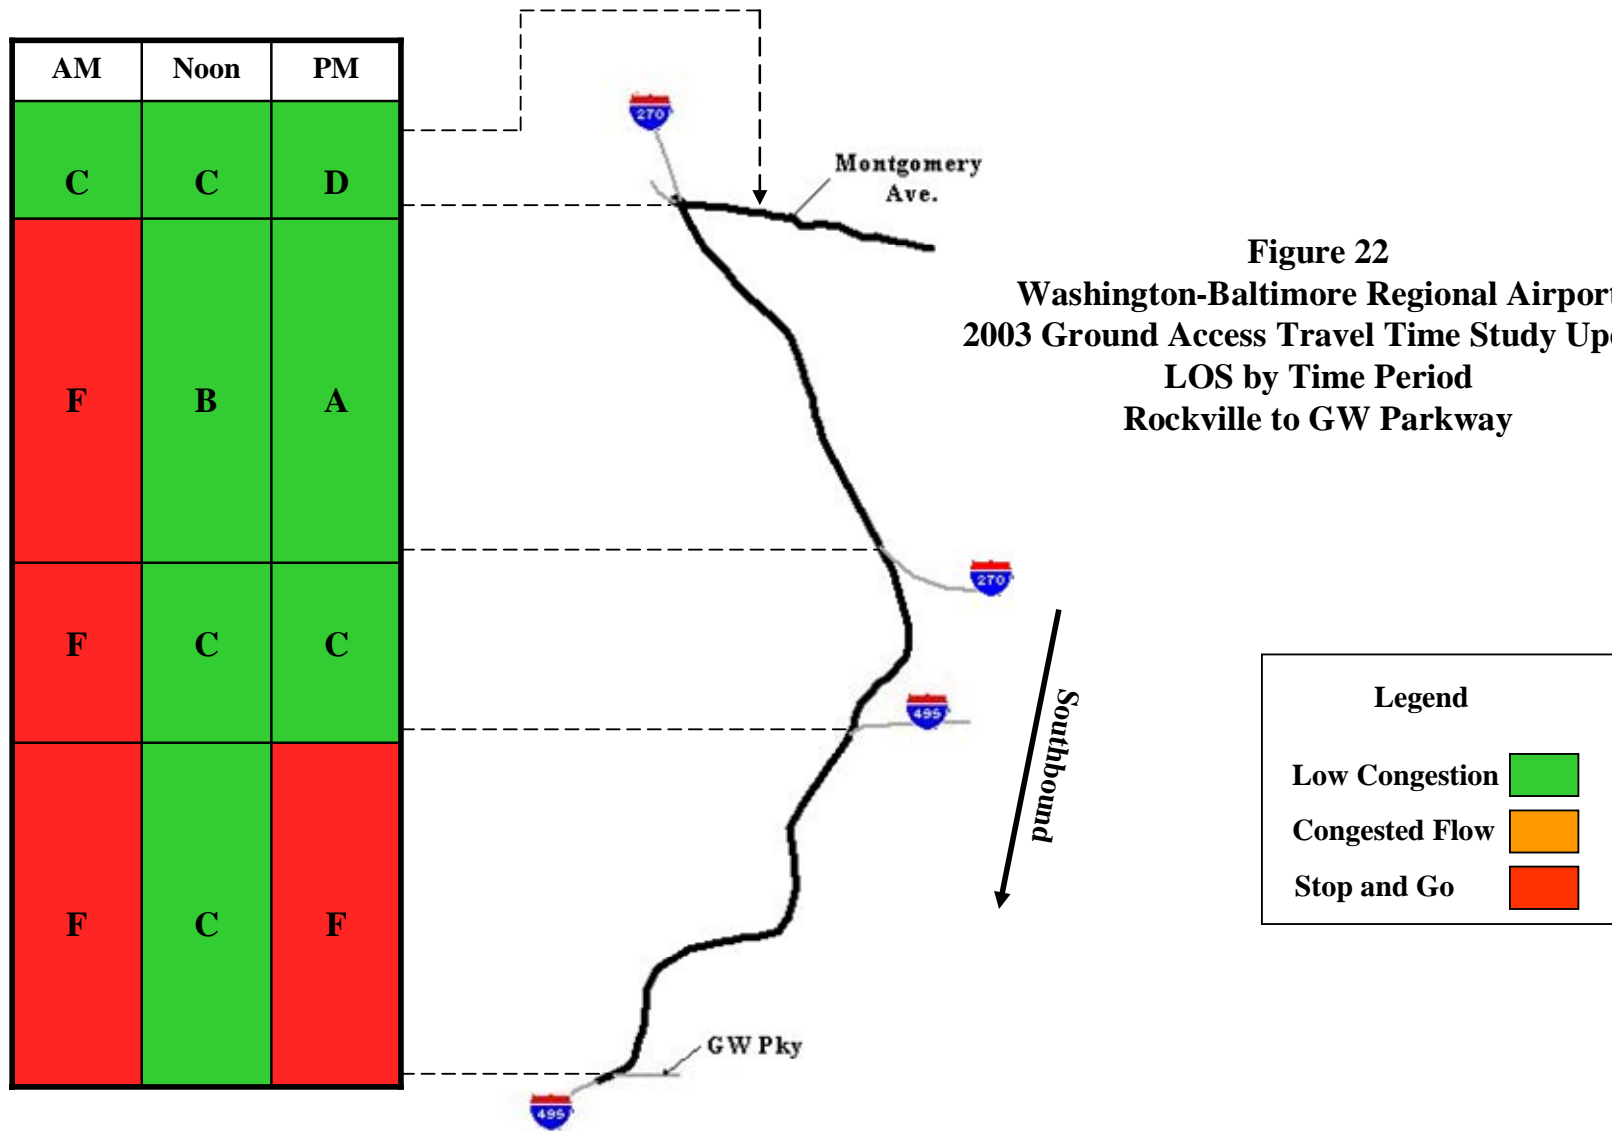 AM Noon PM
C C D
F B A
F C C
F C F
270
Montgomery
Ave.
270
495
Southbound
GW Pky
495
Figure 22
Washington-Baltimore Regional Airport
2003 Ground Access Travel Time Study
LOS by Time Period
Rockville to GW Parkway
Legend
Low Congestion
Congested Flow
Stop and Go